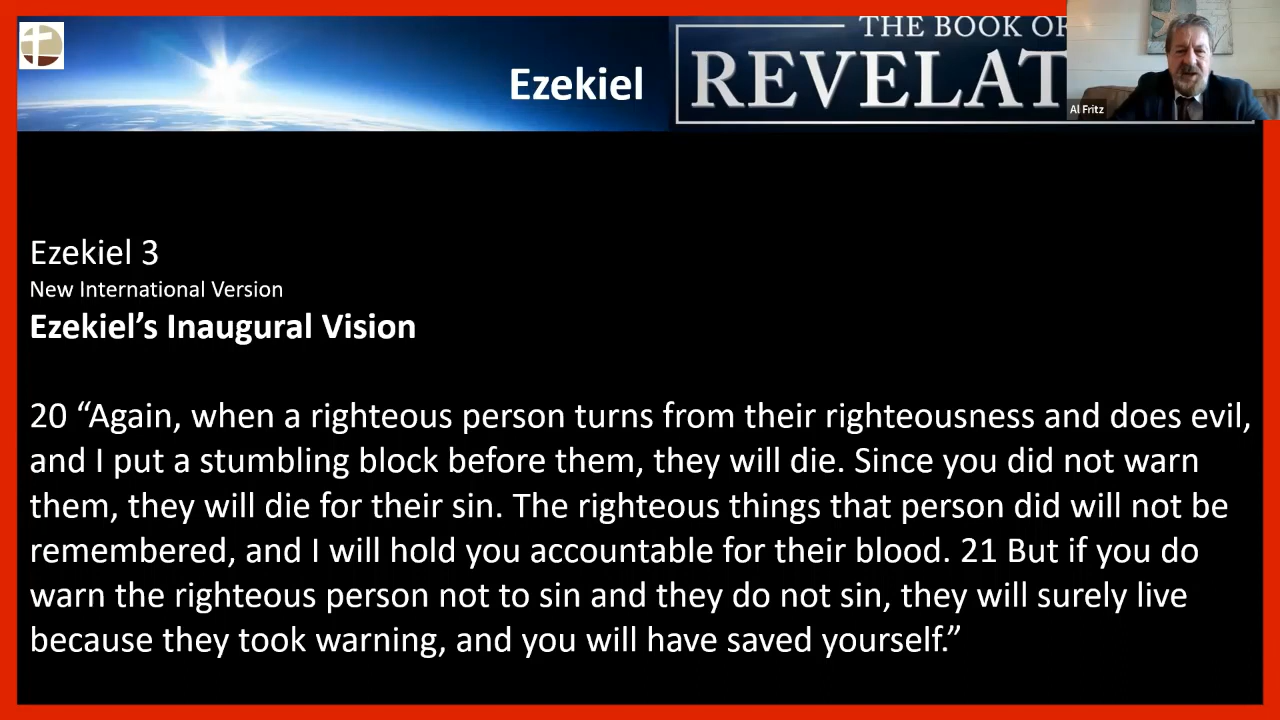 THE BOOK OF
Ezekiel
REVELAT
Al Fritz
Ezekiel 3
New International Version
Ezekiel’s Inaugural Vision
20 “Again, when a righteous person turns from their righteousness and does evil,
and I put a stumbling block before them, they will die. Since you did not warn
them, they will die for their sin. The righteous things that person did will not be
remembered, and I will hold you accountable for their blood. 21 But if you do
warn the righteous person not to sin and they do not sin, they will surely live
because they took warning, and you will have saved yourself.”